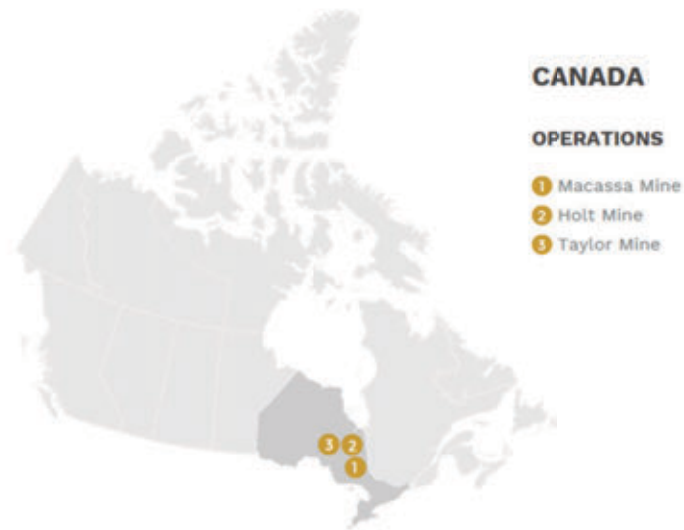 CANADA
OPERATIONS
1 Macassa Mine
2 Holt Mine
3 Taylor Mine
3 2
1